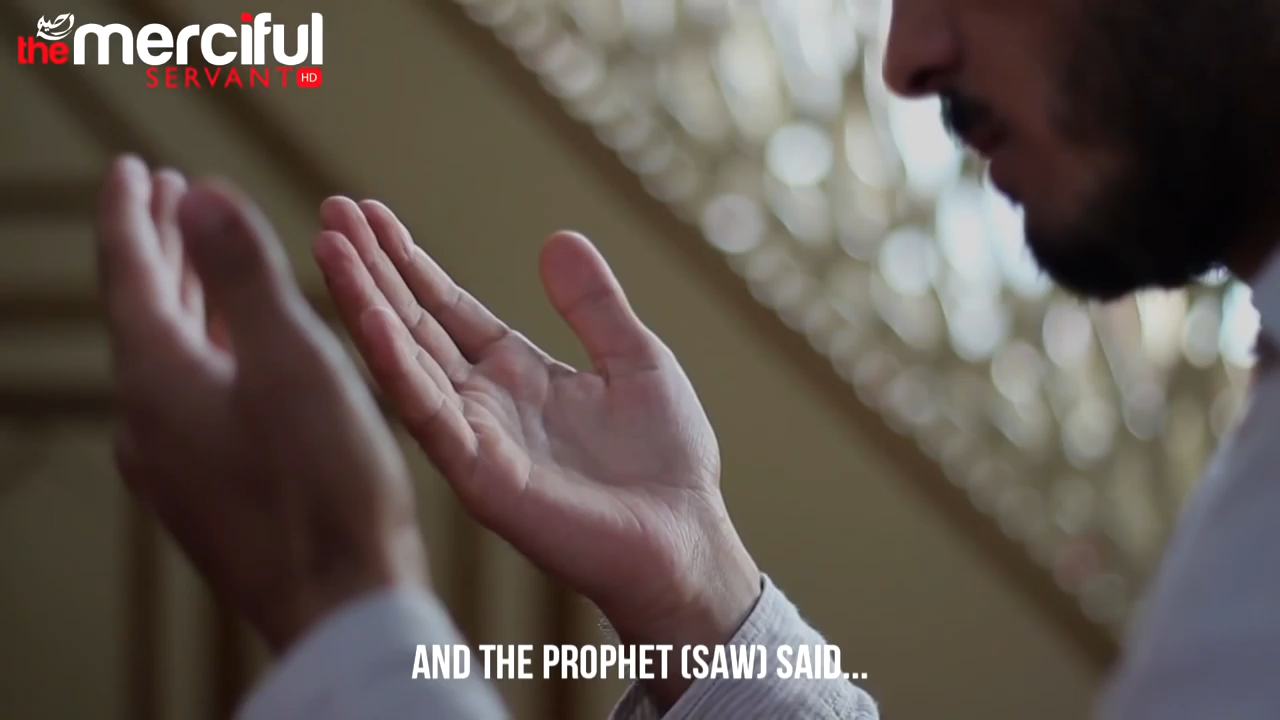 the merciful
SERVANT HD
AND THE PROPHET (SAW) SAID...